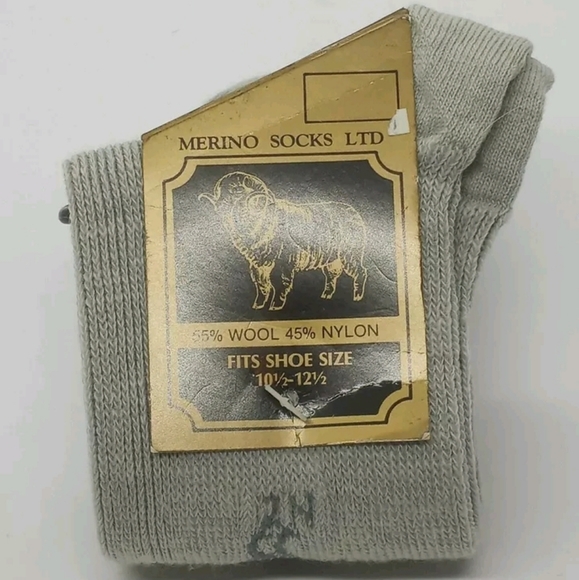 MERINO SOCKS LTD
55% WOOL 45% NYLON
FITS SHOE SIZE
10½-12½